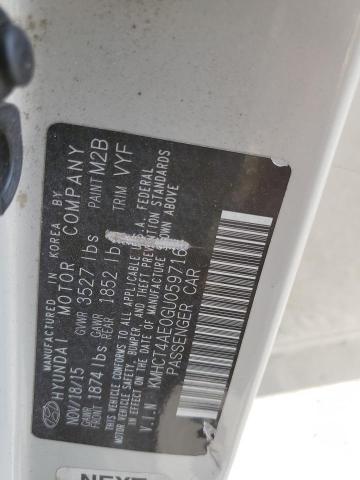 MANUFACTURED IN KOREA BY
HYUNDAI MOTOR COMPANY
NOV/18/15 GVWR 3527 lbs PAINT M2B
GAWR FRONT 1874 lbs GAWR REAR 1852 lb TRIM VYF
THIS VEHICLE CONFORMS TO ALL APPLICABLE U.S.A. FEDERAL
MOTOR VEHICLE SAFETY, BUMPER, AND THEFT PREVENTION
STANDARDS IN EFFECT ON THE DATE OF MANUFACTURE SHOWN ABOVE
V.I.N KMHCT4AE0GU059716
PASSENGER CAR